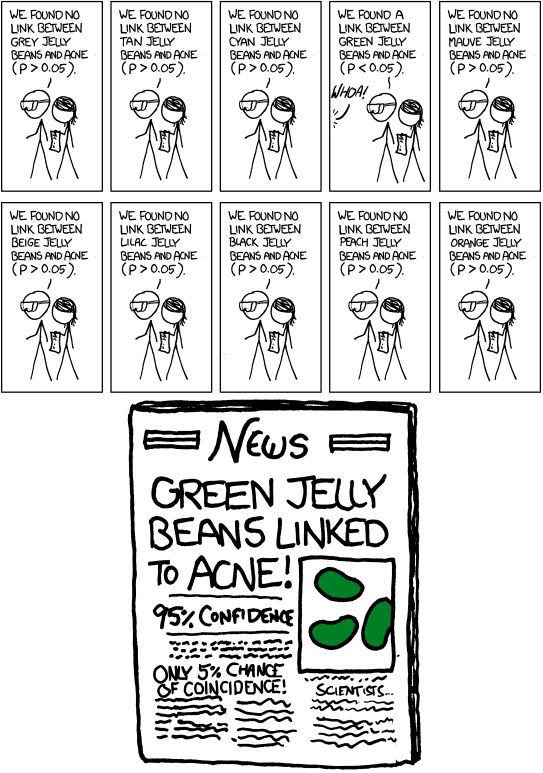 WE FOUND NO
LINK BETWEEN
GREY JELLY
BEANS AND ACNE
(P > 0.05).
WE FOUND NO
LINK BETWEEN
TAN JELLY
BEANS AND ACNE
(P > 0.05).
WE FOUND NO
LINK BETWEEN
CYAN JELLY
BEANS AND ACNE
(P > 0.05).
WE FOUND A
LINK BETWEEN
GREEN JELLY
BEANS AND ACNE
(P < 0.05).
WHOA!
WE FOUND NO
LINK BETWEEN
MAUVE JELLY
BEANS AND ACNE
(P > 0.05).
WE FOUND NO
LINK BETWEEN
BEIGE JELLY
BEANS AND ACNE
(P > 0.05).
WE FOUND NO
LINK BETWEEN
LILAC JELLY
BEANS AND ACNE
(P > 0.05).
WE FOUND NO
LINK BETWEEN
BLACK JELLY
BEANS AND ACNE
(P > 0.05).
WE FOUND NO
LINK BETWEEN
PEACH JELLY
BEANS AND ACNE
(P > 0.05).
WE FOUND NO
LINK BETWEEN
ORANGE JELLY
BEANS AND ACNE
(P > 0.05).
NEWS
GREEN JELLY
BEANS LINKED
TO ACNE!
95% CONFIDENCE
ONLY 5% CHANCE
OF COINCIDENCE!
SCIENTISTS...